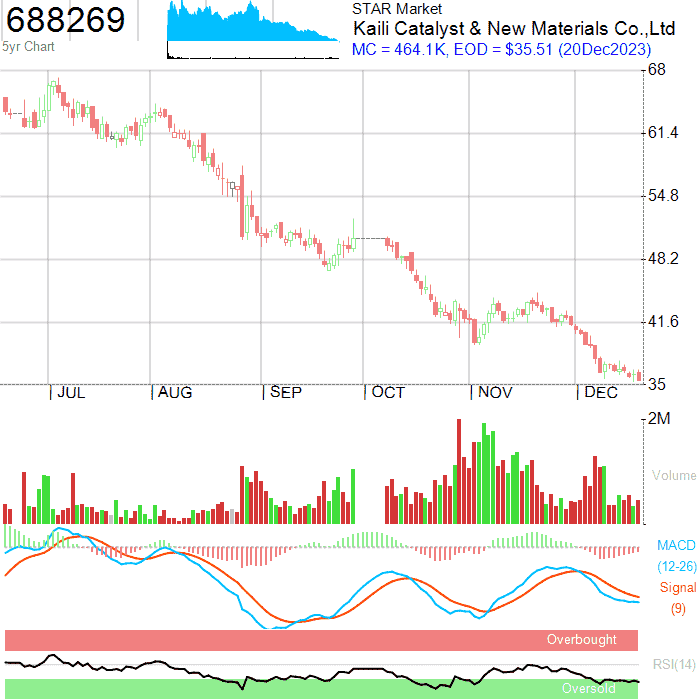 688269
5yr Chart
STAR Market
Kaili Catalyst & New Materials Co.,Ltd
MC = 464.1K, EOD = $35.51 (20Dec2023)
68
61.4
54.8
48.2
41.6
35
JUL AUG SEP OCT NOV DEC
2M
Volume
MACD
(12-26)
Signal
(9)
Overbought
RSI(14)
Oversold